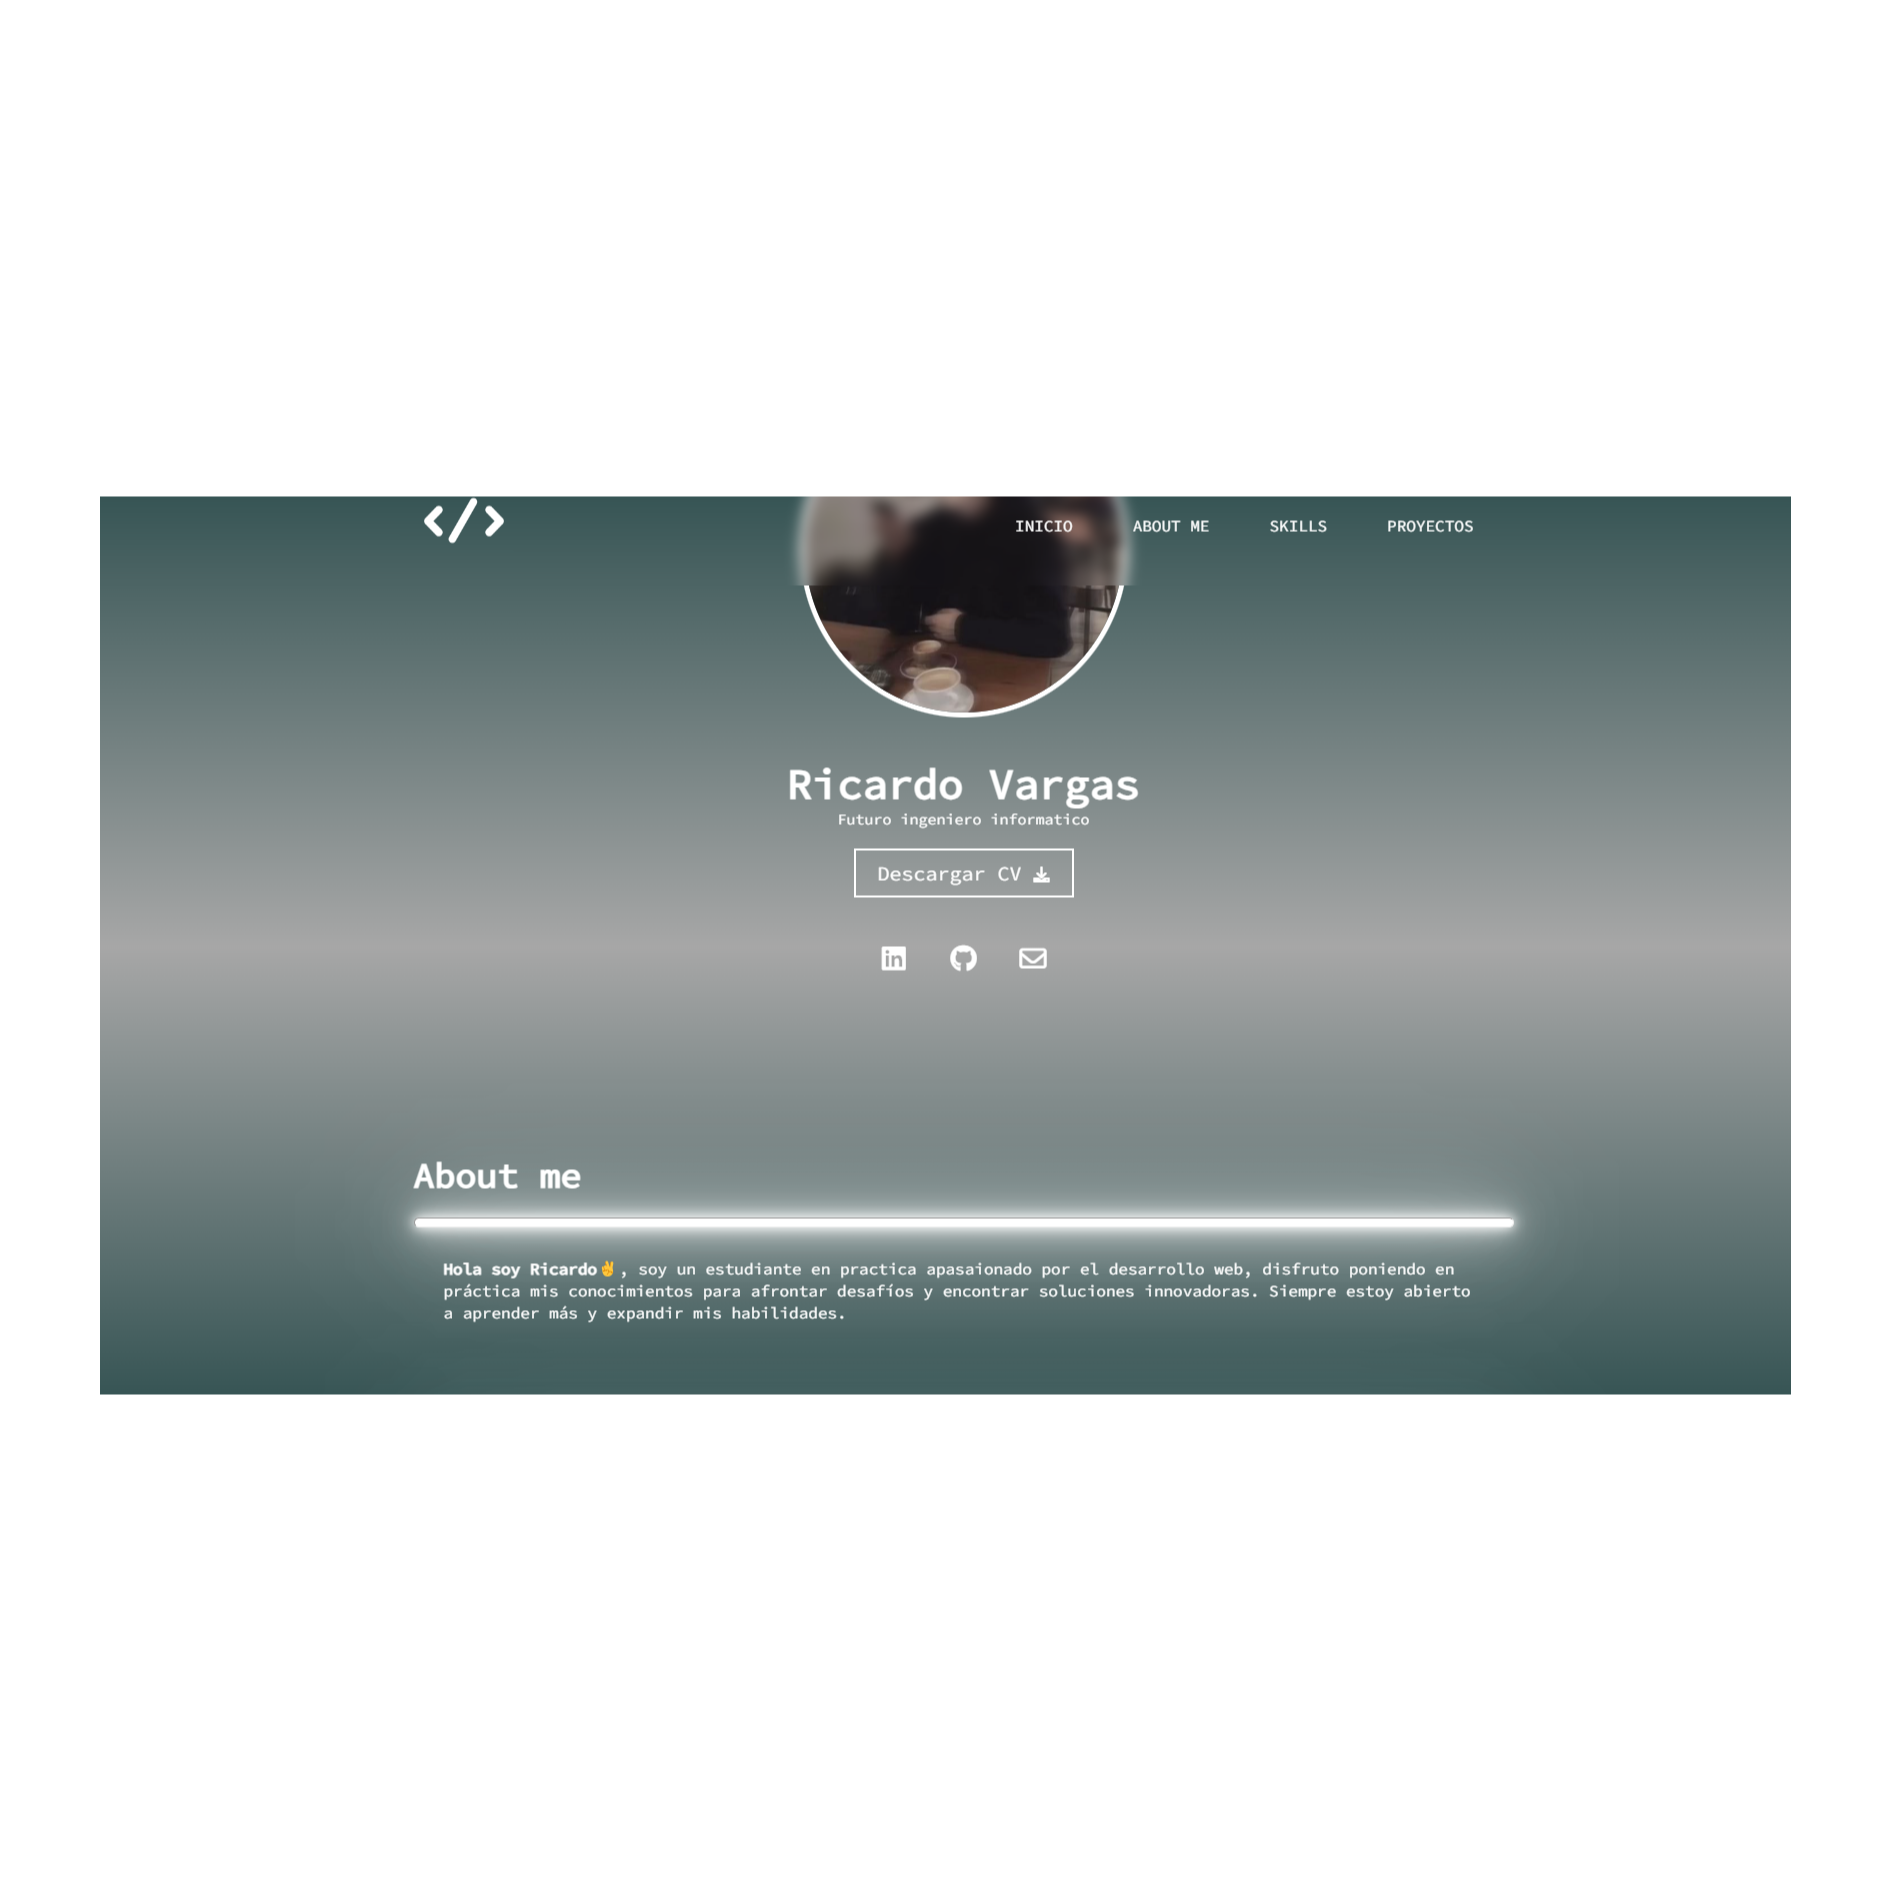 </>
INICIO ABOUT ME SKILLS PROYECTOS
Ricardo Vargas
Futuro ingeniero informatico
Descargar CV
in
About me
Hola soy Ricardo✌, soy un estudiante en practica apasaionado por el desarrollo web, disfruto poniendo en
práctica mis conocimientos para afrontar desafíos y encontrar soluciones innovadoras. Siempre estoy abierto
a aprender más y expandir mis habilidades.